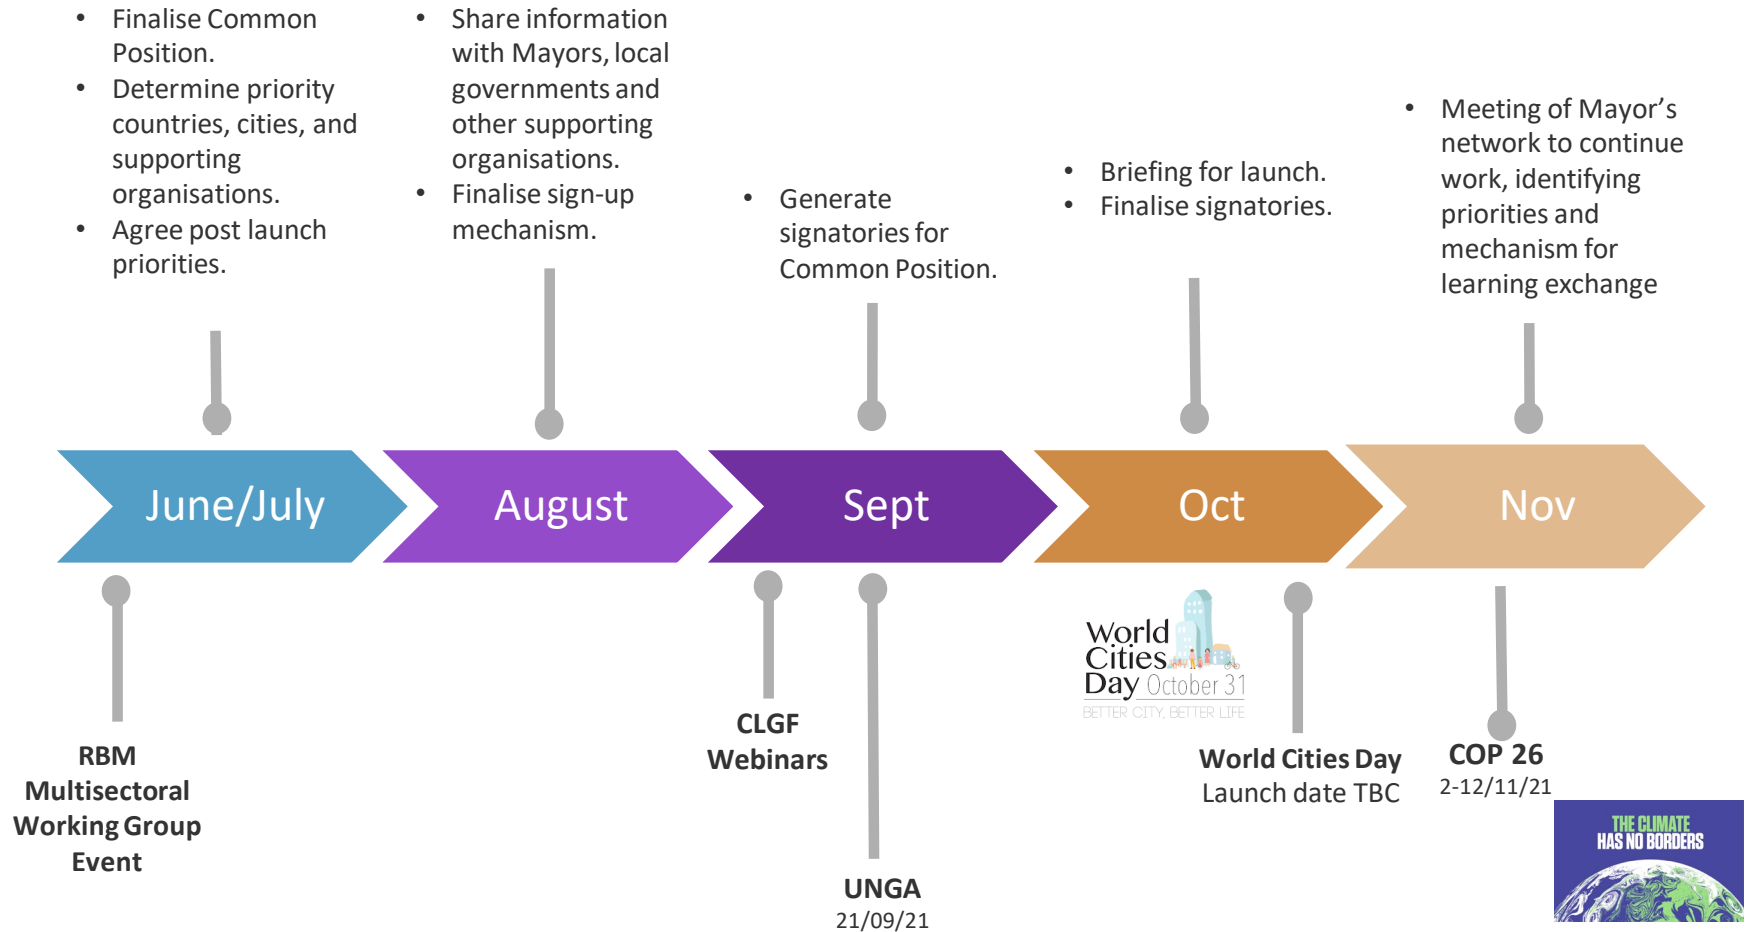 • Finalise Common
Position.
• Determine priority
countries, cities, and
supporting
organisations.
• Agree post launch
priorities.
• Share information
with Mayors, local
governments and
other supporting
organisations.
• Finalise sign-up
mechanism.
• Generate
signatories for
Common Position.
• Briefing for launch.
• Finalise signatories.
• Meeting of Mayor’s
network to continue
work, identifying
priorities and
mechanism for
learning exchange
June/July
August
Sept
Oct
Nov
RBM
Multisectoral
Working Group
Event
CLGF
Webinars
UNGA
21/09/21
World
Cities
Day October 31
BETTER CITY, BETTER LIFE
World Cities Day
Launch date TBC
COP 26
2-12/11/21
THE CLIMATE
HAS NO BORDERS